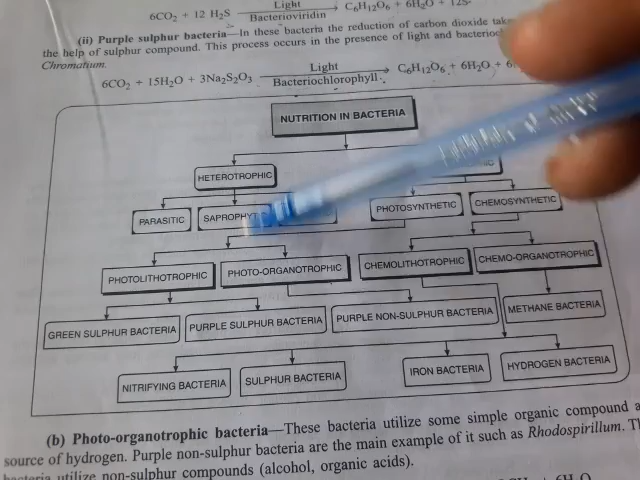 6CO₂ + 12 H₂S Light Bacterioviridin C₆H₁₂O₆ + 6H₂O + 12S
(ii) Purple sulphur bacteria—In these bacteria the reduction of carbon dioxide
the help of sulphur compound. This process occurs in the presence of light and
Chromatium.
6CO₂ + 15H₂O + 3Na₂S₂O₃ Light Bacteriochlorophyll C₆H₁₂O₆ + 6H₂O +
NUTRITION IN BACTERIA
HETEROTROPHIC
PARASITIC
PHOTOSYNTHETIC CHEMOSYNTHETIC
PHOTOLITHOTROPHIC PHOTO-ORGANOTROPHIC CHEMOLITHOTROPHIC CHEMO-ORGANOTROPHIC
GREEN SULPHUR BACTERIA PURPLE SULPHUR BACTERIA PURPLE NON-SULPHUR BACTERIA METHANE BACTERIA
NITRIFYING BACTERIA SULPHUR BACTERIA IRON BACTERIA HYDROGEN BACTERIA
(b) Photo-organotrophic bacteria—These bacteria utilize some simple organic compound
source of hydrogen. Purple non-sulphur bacteria are the main example of it such as Rhodospirillum.
bacteria utilize non-sulphur compounds (alcohol, organic acids).